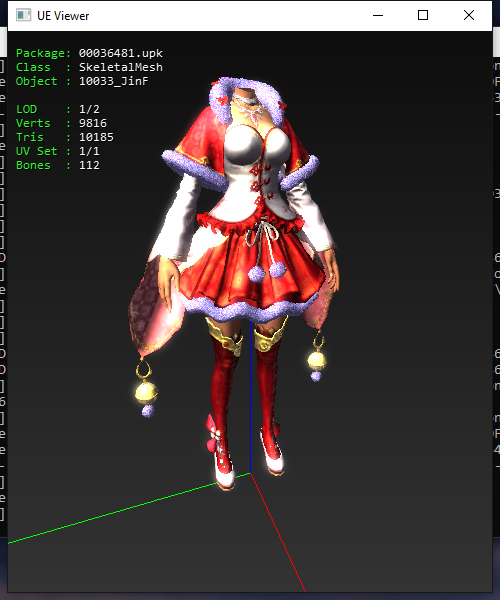 UE Viewer
Package: 00036481.upk
Class  : SkeletalMesh
Object : 10033_JinF
LOD    : 1/2
Verts  : 9816
Tris   : 10185
UV Set : 1/1
Bones  : 112